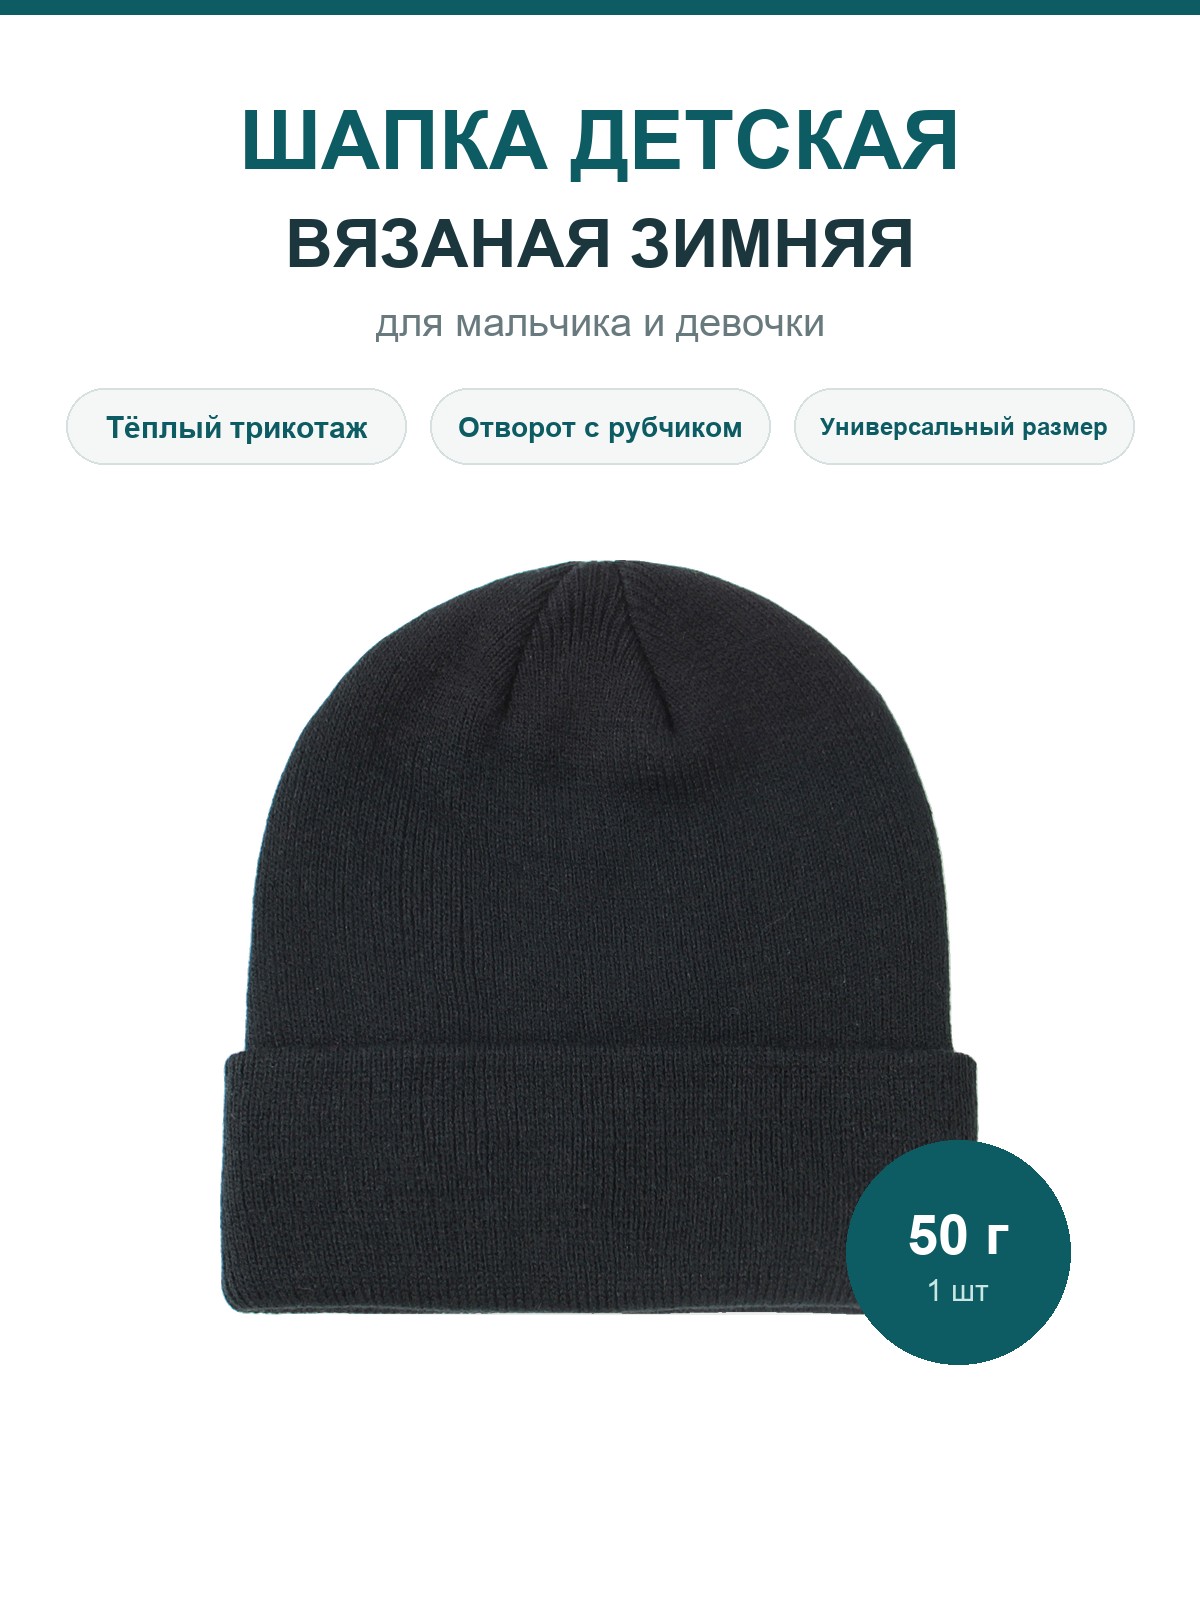 ШАПКА ДЕТСКАЯ
ВЯЗАНАЯ ЗИМНЯЯ
для мальчика и девочки
Тёплый трикотаж
Отворот с рубчиком
Универсальный размер
50 г
1 шт